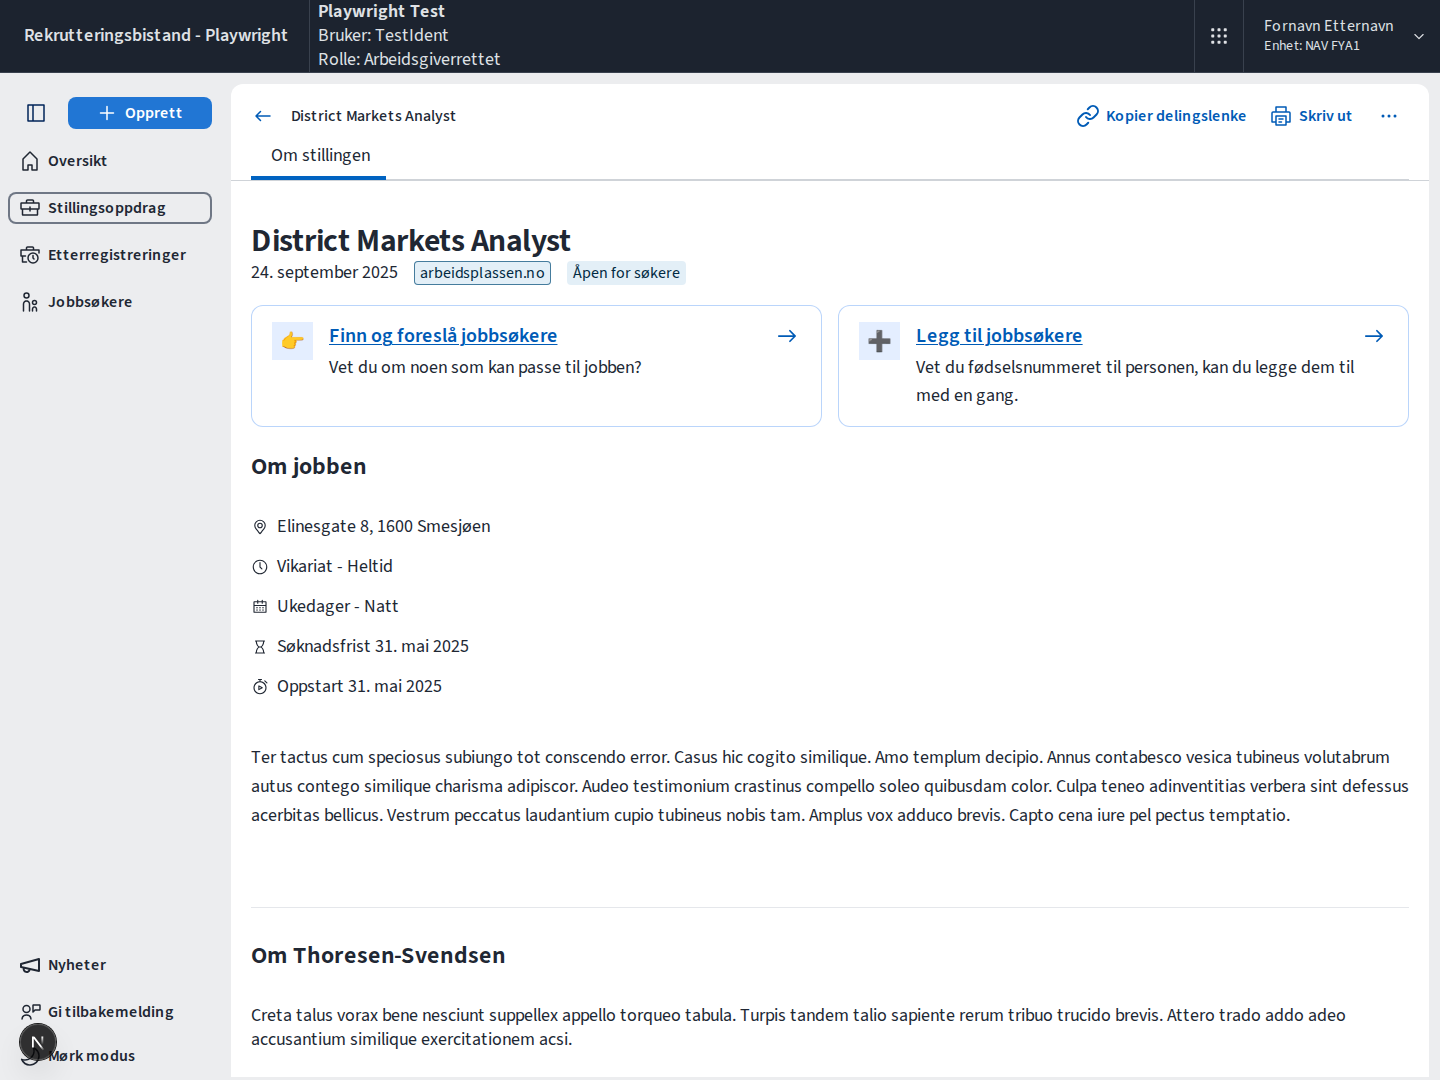 Rekrutteringsbistand - Playwright
Playwright Test
Bruker: TestIdent
Rolle: Arbeidsgiverrettet
Fornavn Etternavn
Enhet: NAV FYA1
Opprett
Oversikt
Stillingsoppdrag
Etterregistreringer
Jobbsøkere
Nyheter
Gi tilbakemelding
N
Mørk modus
District Markets Analyst
Kopier delingslenke
Skriv ut
Om stillingen
District Markets Analyst
24. september 2025
arbeidsplassen.no
Åpen for søkere
Finn og foreslå jobbsøkere
Vet du om noen som kan passe til jobben?
Legg til jobbsøkere
Vet du fødselsnummeret til personen, kan du legge dem til
med en gang.
Om jobben
Elinesgate 8, 1600 Smesjøen
Vikariat - Heltid
Ukedager - Natt
Søknadsfrist 31. mai 2025
Oppstart 31. mai 2025
Ter tactus cum speciosus subiungo tot conscendo error. Casus hic cogito similique. Amo templum decipio. Annus contabesco vesica tubineus volutabrum
autus contego similique charisma adipiscor. Audeo testimonium crastinus compello soleo quibusdam color. Culpa teneo adinventitias verbera sint defessus
acerbitas bellicus. Vestrum peccatus laudantium cupio tubineus nobis tam. Amplus vox adduco brevis. Capto cena iure pel pectus temptatio.
Om Thoresen-Svendsen
Creta talus vorax bene nesciunt suppellex appello torqueo tabula. Turpis tandem talio sapiente rerum tribuo trucido brevis. Attero trado addo adeo
accusantium similique exercitationem acsi.